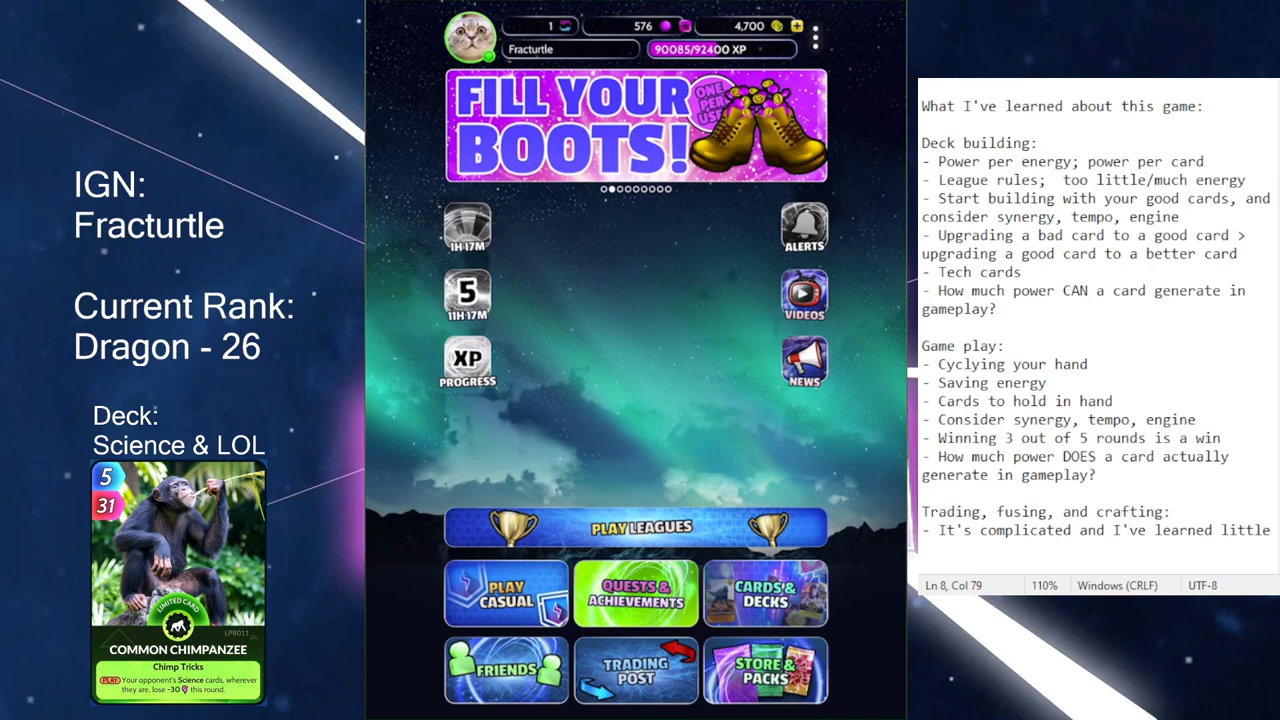 IGN:
Fracturtle
Current Rank:
Dragon - 26
Deck:
Science & LOL
5
31
LIMITED CARD
LPR011
COMMON CHIMPANZEE
Chimp Tricks
PLAY Your opponent's Science cards, wherever
they are, lose -30 this round.
1
576
4,700
Fracturtle
90085/92400 XP
FILL YOUR
BOOTS!
ONE
PER
USER
1H 17M
5
11H 17M
XP
PROGRESS
ALERTS
VIDEOS
NEWS
PLAY LEAGUES
PLAY
CASUAL
QUESTS &
ACHIEVEMENTS
CARDS &
DECKS
FRIENDS
TRADING
POST
STORE &
PACKS
What I've learned about this game:
Deck building:
- Power per energy; power per card
- League rules;  too little/much energy
- Start building with your good cards, and
consider synergy, tempo, engine
- Upgrading a bad card to a good card >
upgrading a good card to a better card
- Tech cards
- How much power CAN a card generate in
gameplay?
Game play:
- Cyclying your hand
- Saving energy
- Cards to hold in hand
- Consider synergy, tempo, engine
- Winning 3 out of 5 rounds is a win
- How much power DOES a card actually
generate in gameplay?
Trading, fusing, and crafting:
- It's complicated and I've learned little
Ln 8, Col 79
110%
Windows (CRLF)
UTF-8